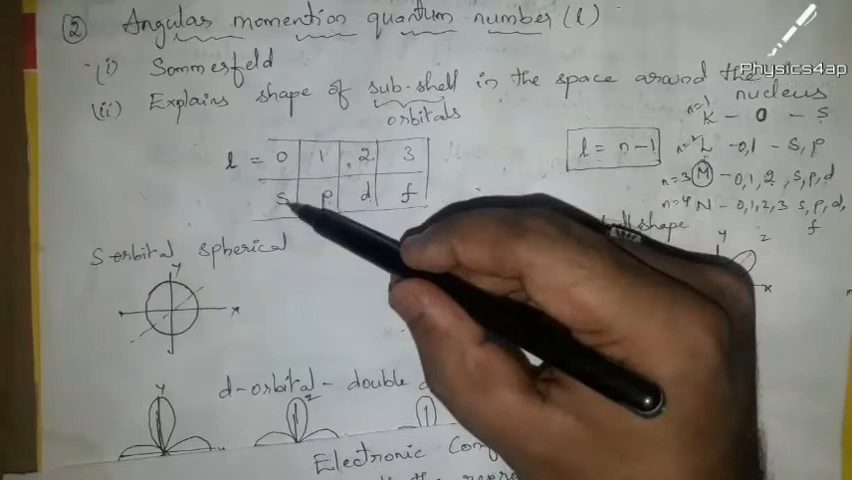 ② Angular momention quantum number (l)
(i) Sommerfeld
(ii) Explains shape of sub-shell in the space around the nucleus
orbitals
l = 0 1 2 3
s p d f
l = n-1
n=1 K - 0 - s
n=2 L - 0,1 - s, p
n=3 M - 0,1,2, s, p, d
n=4 N - 0,1,2,3 s, p, d, f
shape
S orbital spherical
Y
x
Y
z
x
d-orbital - double
Y
z
Electronic
Physics4ap